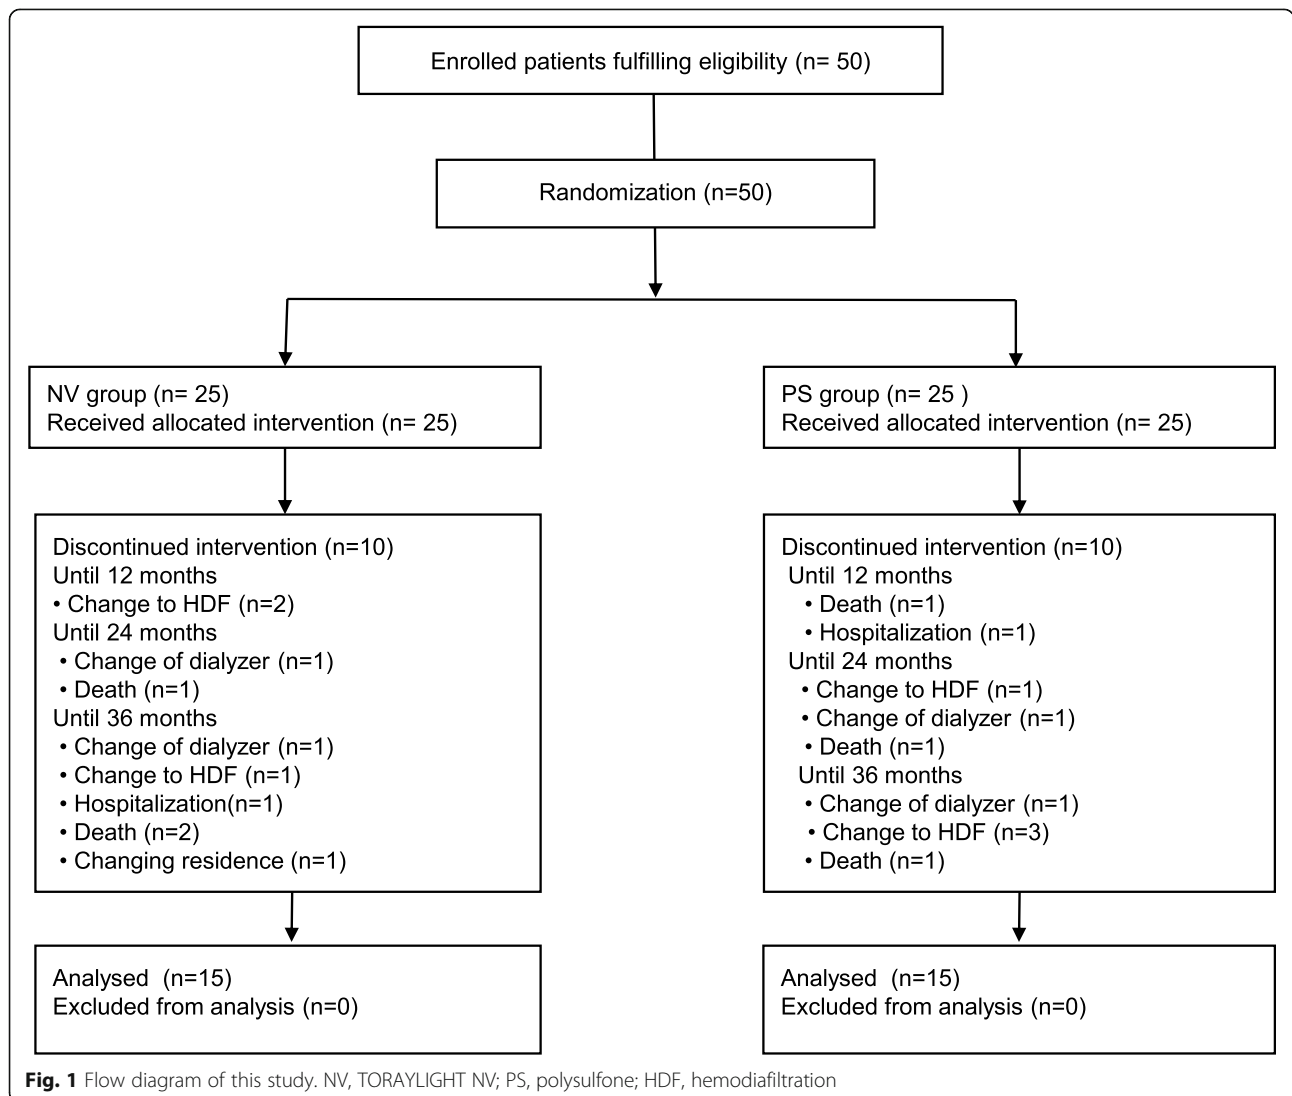 Enrolled patients fulfilling eligibility (n= 50)
Randomization (n=50)
NV group (n= 25)
Received allocated intervention (n= 25)
PS group (n= 25 )
Received allocated intervention (n= 25)
Discontinued intervention (n=10)
Until 12 months
• Change to HDF (n=2)
Until 24 months
• Change of dialyzer (n=1)
• Death (n=1)
Until 36 months
• Change of dialyzer (n=1)
• Change to HDF (n=1)
• Hospitalization(n=1)
• Death (n=2)
• Changing residence (n=1)
Discontinued intervention (n=10)
Until 12 months
• Death (n=1)
• Hospitalization (n=1)
Until 24 months
• Change to HDF (n=1)
• Change of dialyzer (n=1)
• Death (n=1)
Until 36 months
• Change of dialyzer (n=1)
• Change to HDF (n=3)
• Death (n=1)
Analysed  (n=15)
Excluded from analysis (n=0)
Analysed  (n=15)
Excluded from analysis (n=0)
Fig. 1 Flow diagram of this study. NV, TORAYLIGHT NV; PS, polysulfone; HDF, hemodiafiltration